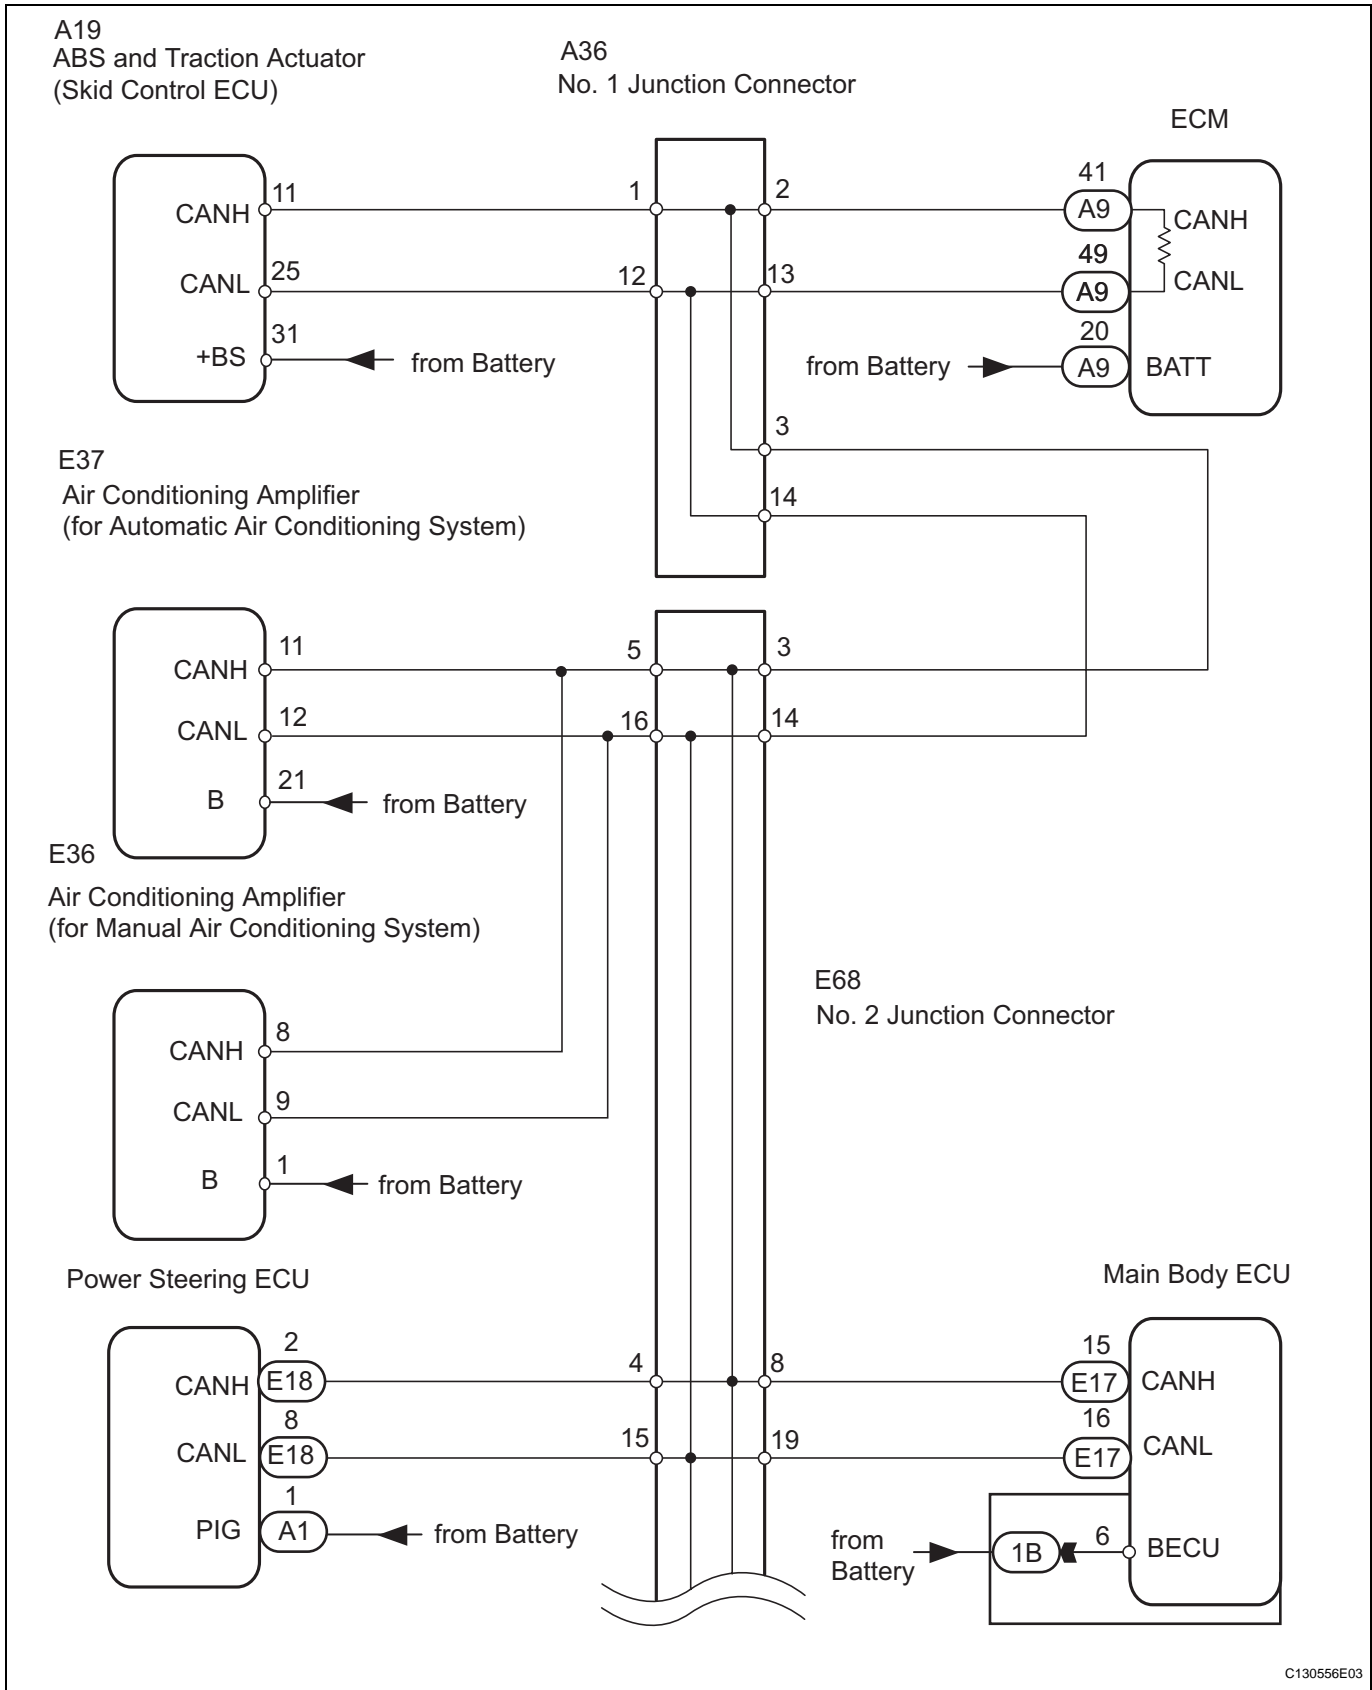 A19
ABS and Traction Actuator
(Skid Control ECU)
A36
No. 1 Junction Connector
ECM
CANH
11
1
2
41
A9
CANH
CANL
25
12
13
49
A9
CANL
+BS
31
from Battery
from Battery
20
A9
BATT
3
14
E37
Air Conditioning Amplifier
(for Automatic Air Conditioning System)
CANH
11
5
3
CANL
12
16
14
B
21
from Battery
E36
Air Conditioning Amplifier
(for Manual Air Conditioning System)
E68
No. 2 Junction Connector
CANH
8
CANL
9
B
1
from Battery
Power Steering ECU
Main Body ECU
CANH
2
E18
4
8
15
E17
CANH
CANL
8
E18
15
19
16
E17
CANL
PIG
1
A1
from Battery
from
Battery
1B
6
BECU
C130556E03